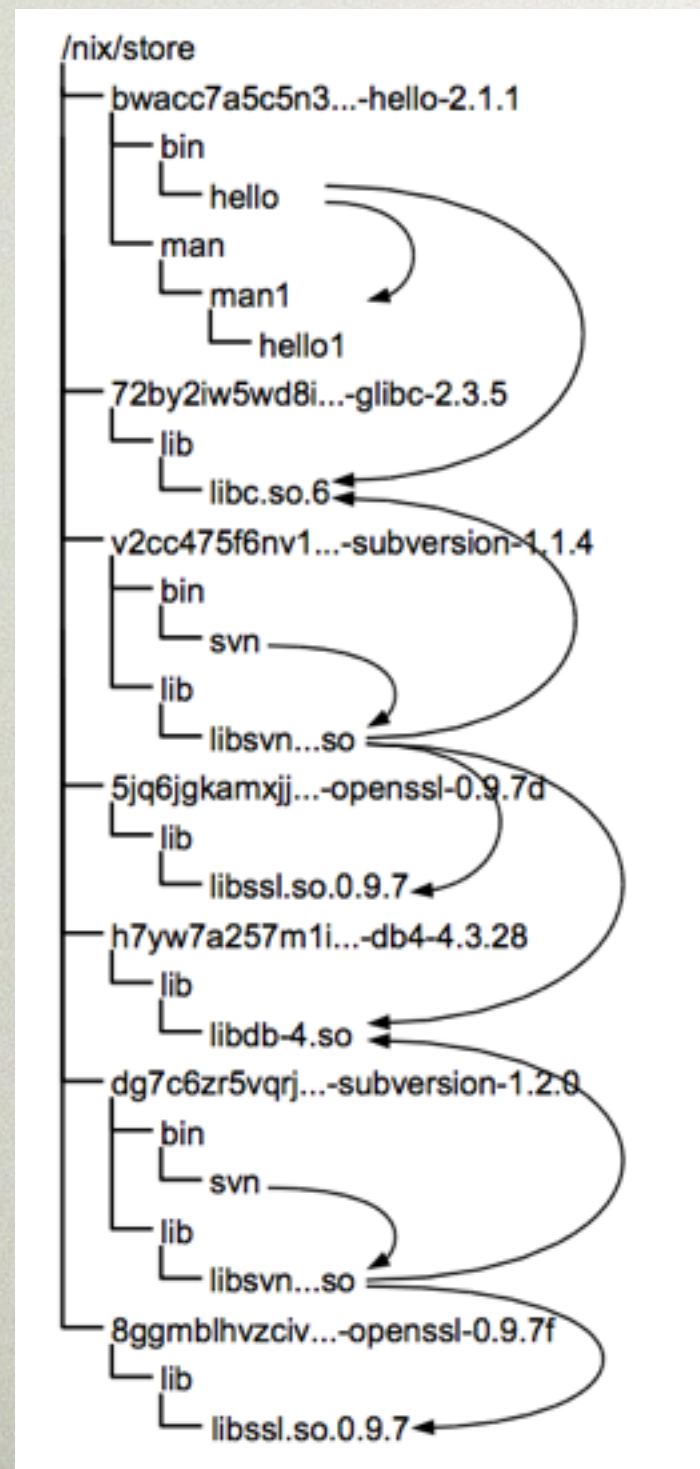 /nix/store
bwacc7a5c5n3...-hello-2.1.1
bin
hello
man
man1
hello1
72by2iw5wd8i...-glibc-2.3.5
lib
libc.so.6
v2cc475f6nv1...-subversion-1.1.4
bin
svn
lib
libsvn...so
5jq6jgkamxjj...-openssl-0.9.7d
lib
libssl.so.0.9.7
h7yw7a257m1i...-db4-4.3.28
lib
libdb-4.so
dg7c6zr5vqrj...-subversion-1.2.0
bin
svn
lib
libsvn...so
8ggmblhvzciv...-openssl-0.9.7f
lib
libssl.so.0.9.7